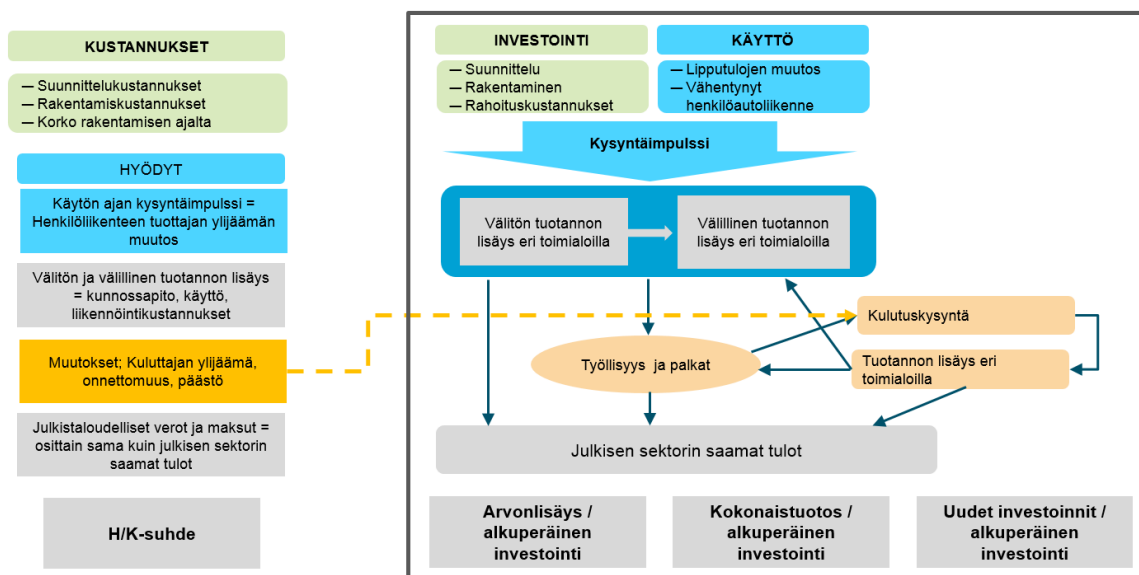 KUSTANNUKSET
— Suunnittelukustannukset
— Rakentamiskustannukset
— Korko rakentamisen ajalta
HYÖDYT
Käytön ajan kysyntäimpulssi =
Henkilöliikenteen tuottajan ylijäämän
muutos
Välitön ja välillinen tuotannon lisäys
= kunnossapito, käyttö,
liikennöintikustannukset
Muutokset; Kuluttajan ylijäämä,
onnettomuus, päästö
Julkistaloudelliset verot ja maksut =
osittain sama kuin julkisen sektorin
saamat tulot
H/K-suhde
INVESTOINTI
— Suunnittelu
— Rakentaminen
— Rahoituskustannukset
KÄYTTÖ
— Lipputulojen muutos
— Vähentynyt
henkilöautoliikenne
Kysyntäimpulssi
Välitön tuotannon
lisäys eri toimialoilla
Välillinen tuotannon
lisäys eri toimialoilla
Kulutuskysyntä
Työllisyys ja palkat
Tuotannon lisäys eri
toimialoilla
Julkisen sektorin saamat tulot
Arvonlisäys /
alkuperäinen
investointi
Kokonaistuotos /
alkuperäinen
investointi
Uudet investoinnit /
alkuperäinen
investointi